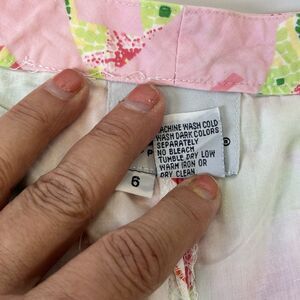 MACHINE WASH COLD
WASH DARK COLORS
SEPARATELY
NO BLEACH
TUMBLE DRY LOW
WARM IRON OR
DRY CLEAN
P
®
6